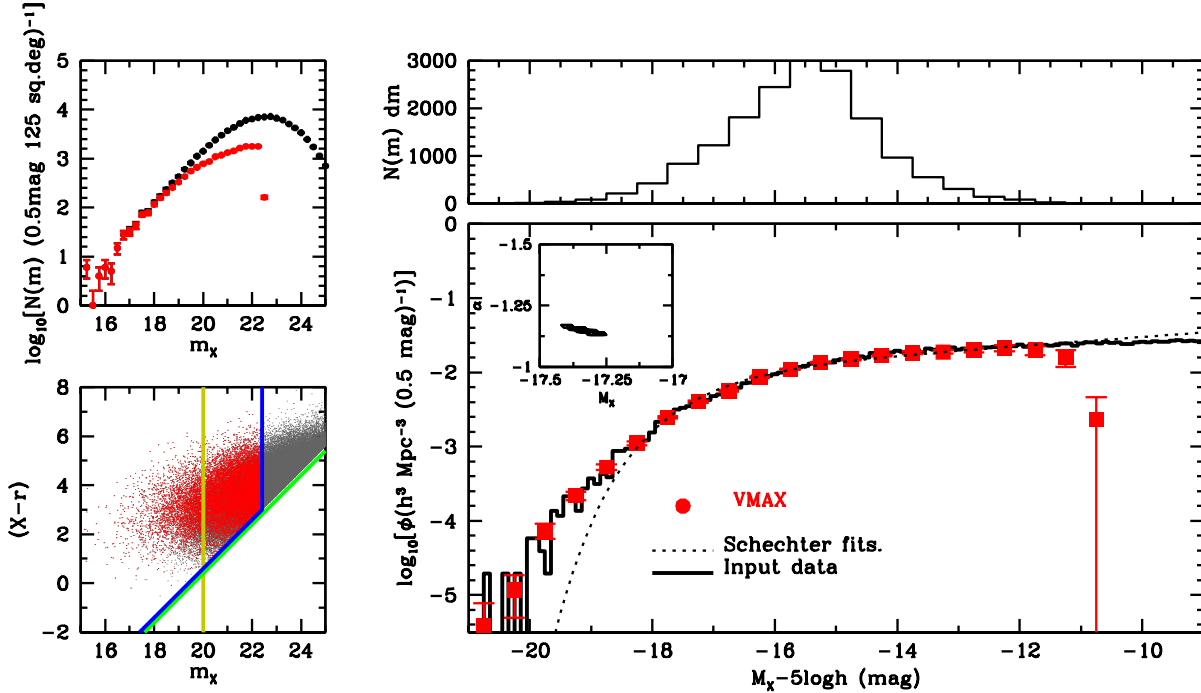 log₁₀[N(m) (0.5mag 125 sq.deg)⁻¹]
5
4
3
2
1
0
16 18 20 22 24
mₓ
(X−r)
8
6
4
2
0
−2
16 18 20 22 24
mₓ
N(m) dm
3000
2000
1000
0
log₁₀[ϕ(h³ Mpc⁻³ (0.5 mag)⁻¹)]
0
−1
−2
−3
−4
−5
α
−1.5
−1.25
−1
−17.5 −17.25 −17
Mₓ
VMAX
Schechter fits.
Input data
−20 −18 −16 −14 −12 −10
Mₓ−5logh (mag)